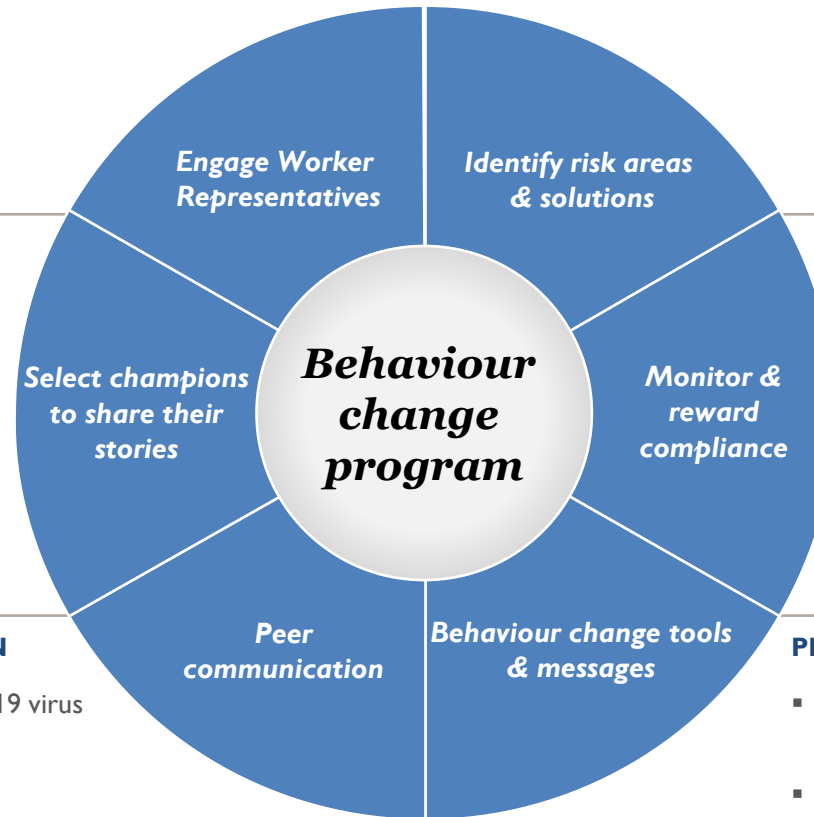 Engage Worker
Representatives
Identify risk areas
& solutions
Select champions
to share their
stories
Behaviour
change
program
Monitor &
reward
compliance
Peer
communication
Behaviour change tools
& messages
N
19 virus